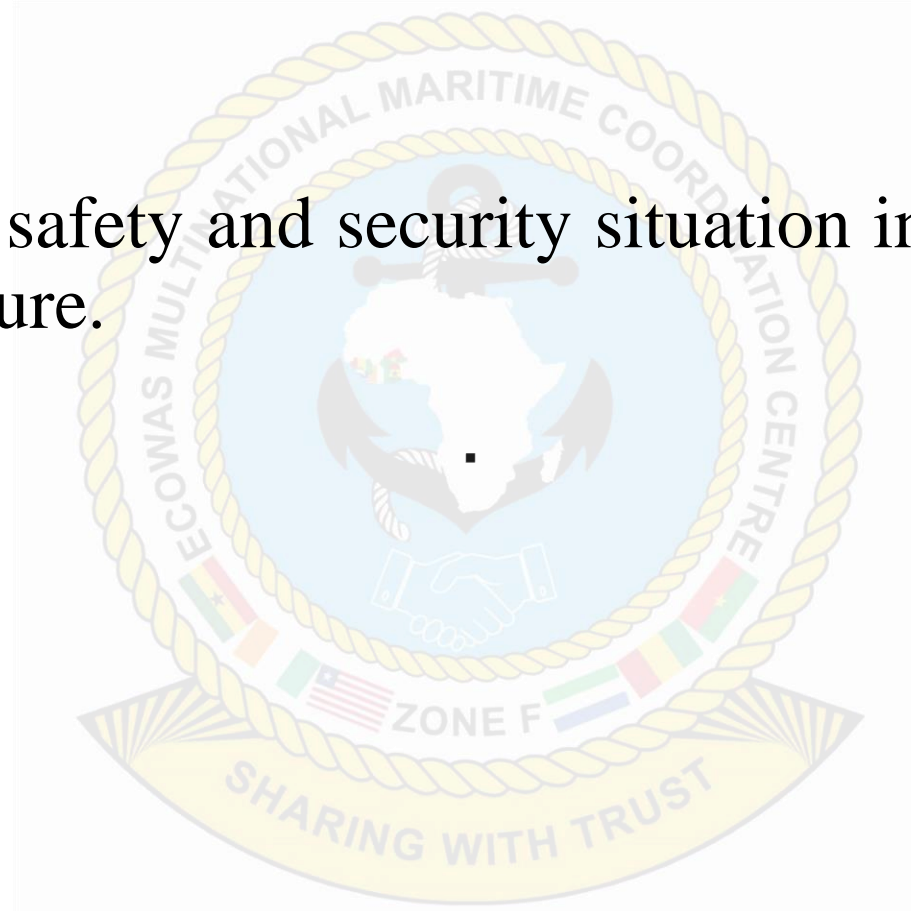 ECOWAS MULTINATIONAL MARITIME COORDINATION CENTRE
safety and security situation in
ure.
ZONE F
SHARING WITH TRUST